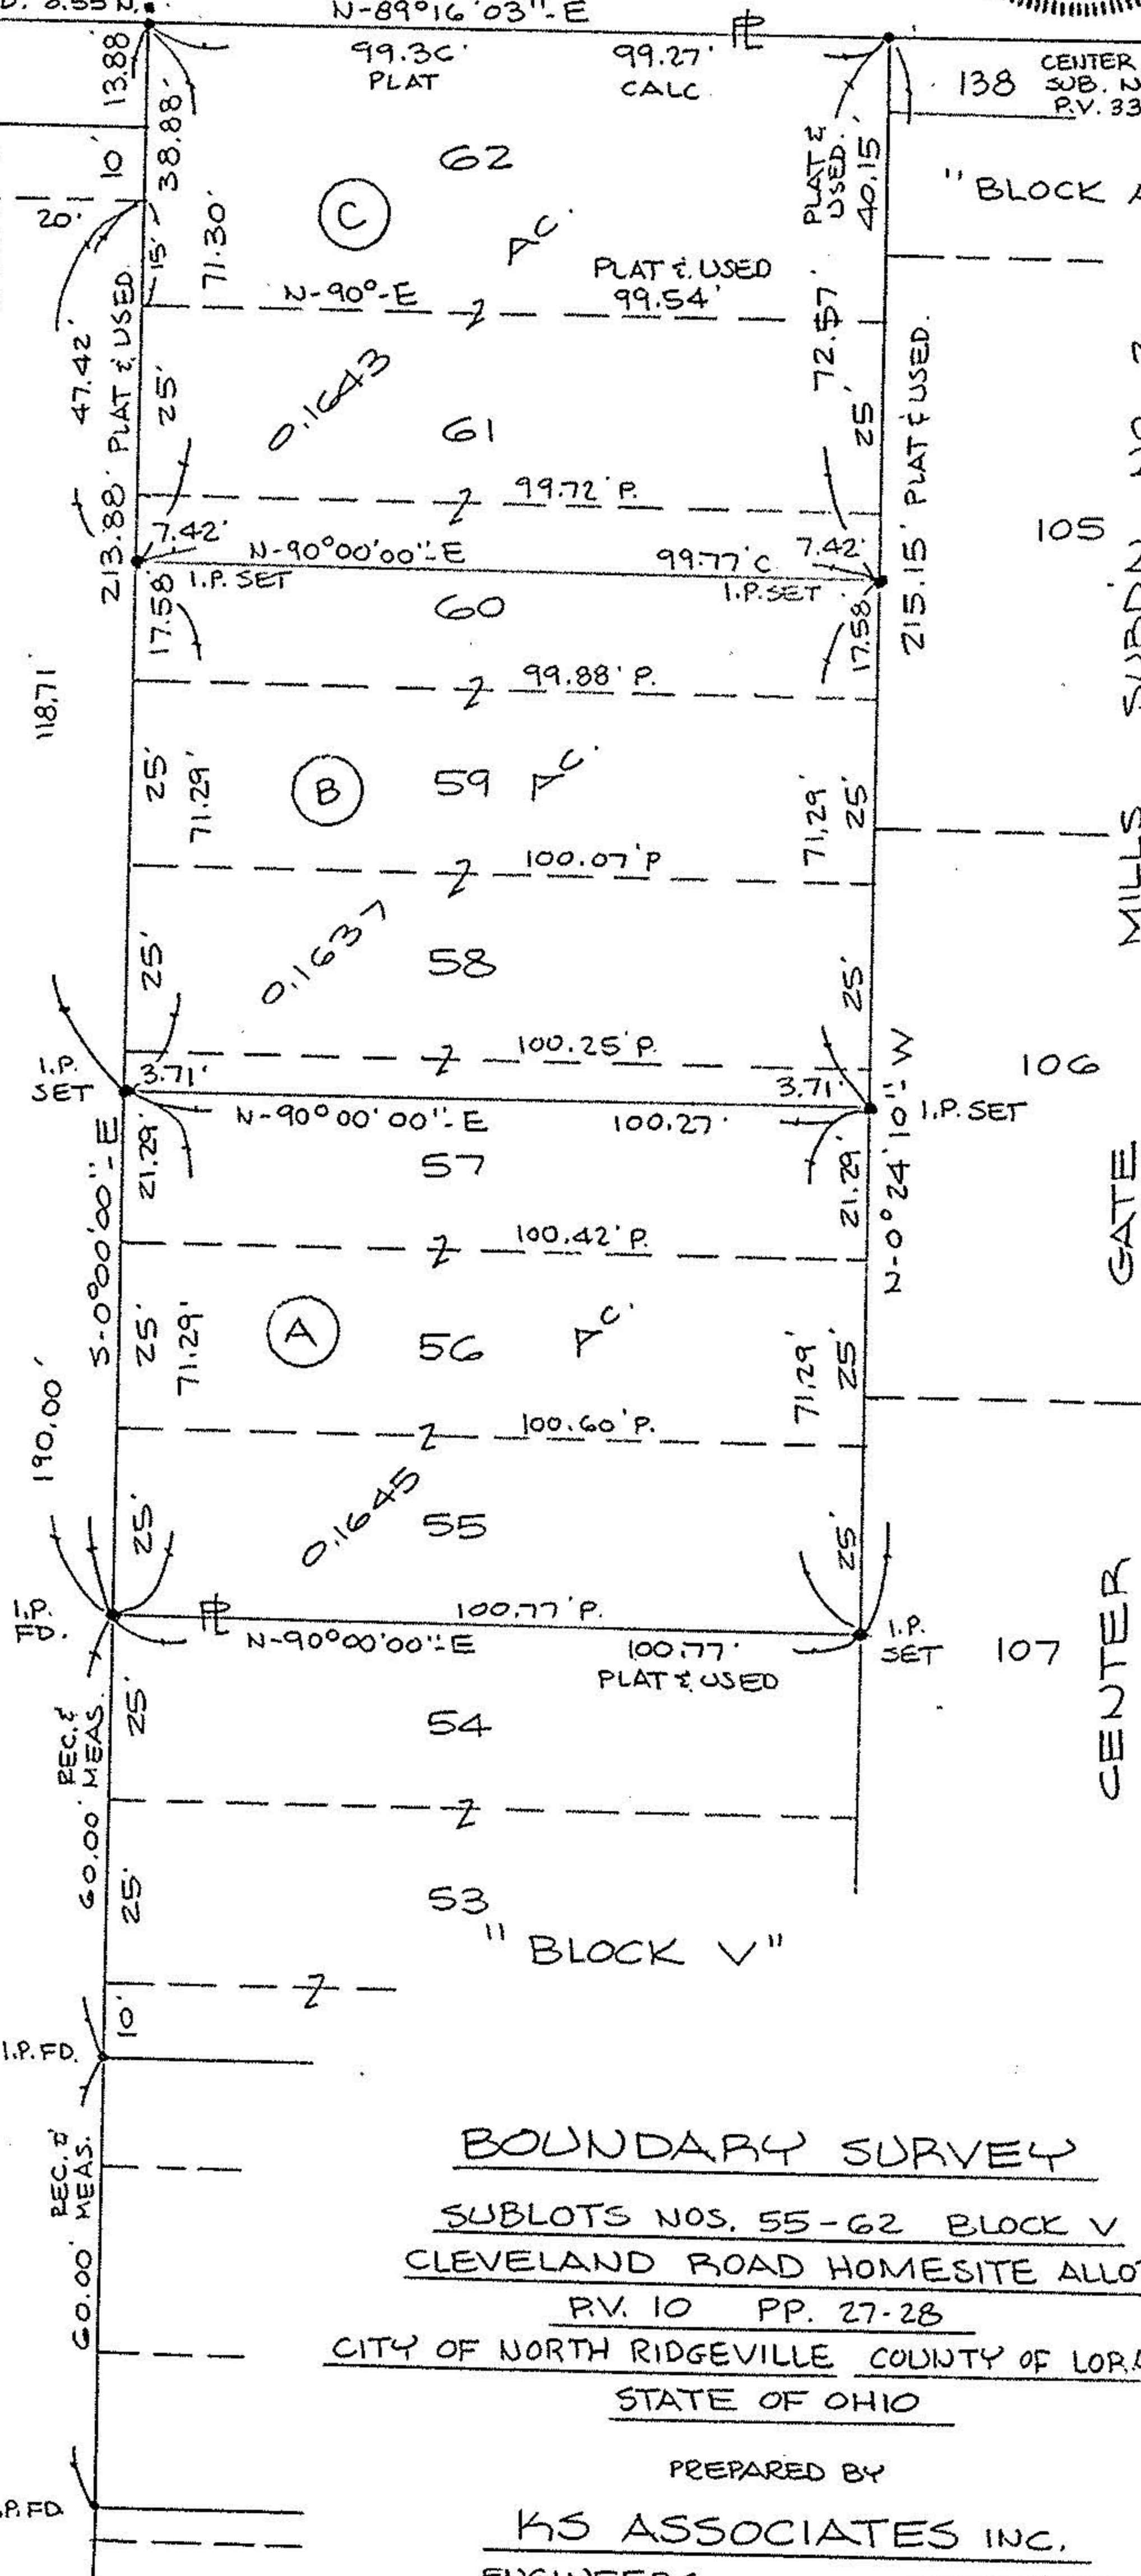 N-89°16'03"-E
99.36' 99.27'
PLAT CALC.
13.88'
38.88'
10'
20'
15'
71.30'
62
C
AC.
N-90°-E
PLAT & USED
99.54'
PLAT &
USED.
40.15'
138
CENTER
SUB. N
P.V. 33
"BLOCK
47.42'
213.88' PLAT & USED.
25'
0.1643
61
72.57'
25'
215.15' PLAT & USED.
99.72' P.
7.42'
N-90°00'00"-E
99.77' C
7.42'
I.P. SET
I.P. SET
17.58'
60
17.58'
105
99.88' P.
118.71
25'
71.29'
B
59
AC.
71.29'
25'
100.07' P
25'
0.1637
58
25'
100.25' P.
I.P.
SET
3.71'
N-90°00'00"-E
100.27'
3.71'
I.P. SET
106
S-0°00'00"-E
21.29'
57
21.29'
N-0°24'10"-W
100.42' P.
190.00'
25'
71.29'
A
56
AC.
71.29'
25'
100.60' P.
25'
0.1645
55
25'
CENTER GATE MILLS SUBD'N
I.P.
FD.
100.77' P.
N-90°00'00"-E
100.77'
PLAT & USED
I.P.
SET
107
60.00' REC. & MEAS.
25'
54
25'
53
"BLOCK V"
10'
I.P. FD.
60.00' REC. & MEAS.
BOUNDARY SURVEY
SUBLOTS NOS. 55-62 BLOCK V
CLEVELAND ROAD HOMESITE ALLO
P.V. 10 PP. 27-28
CITY OF NORTH RIDGEVILLE COUNTY OF LORA
STATE OF OHIO
PREPARED BY
.P. FD.
KS ASSOCIATES INC.